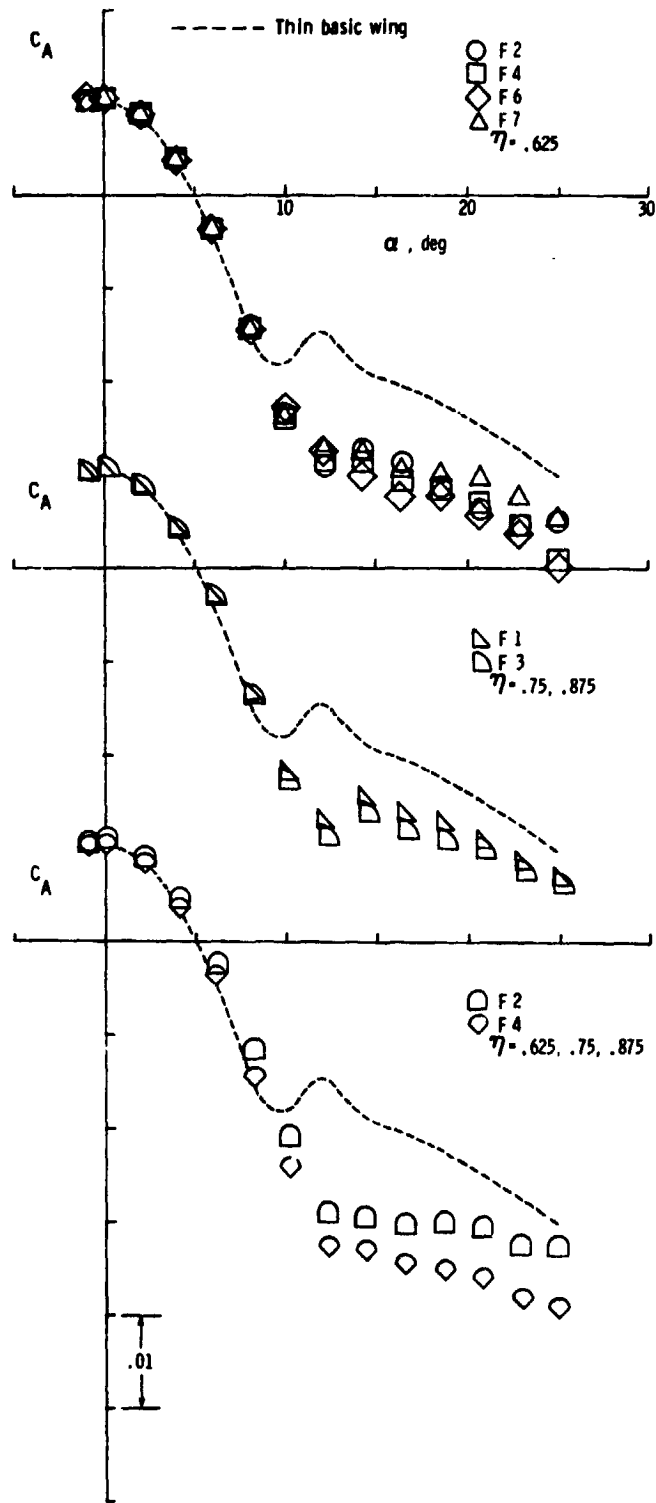 C_A
Thin basic wing
F 2
F 4
F 6
F 7
η = .625
10
20
30
α , deg
C_A
F 1
F 3
η = .75, .875
C_A
F 2
F 4
η = .625, .75, .875
.01